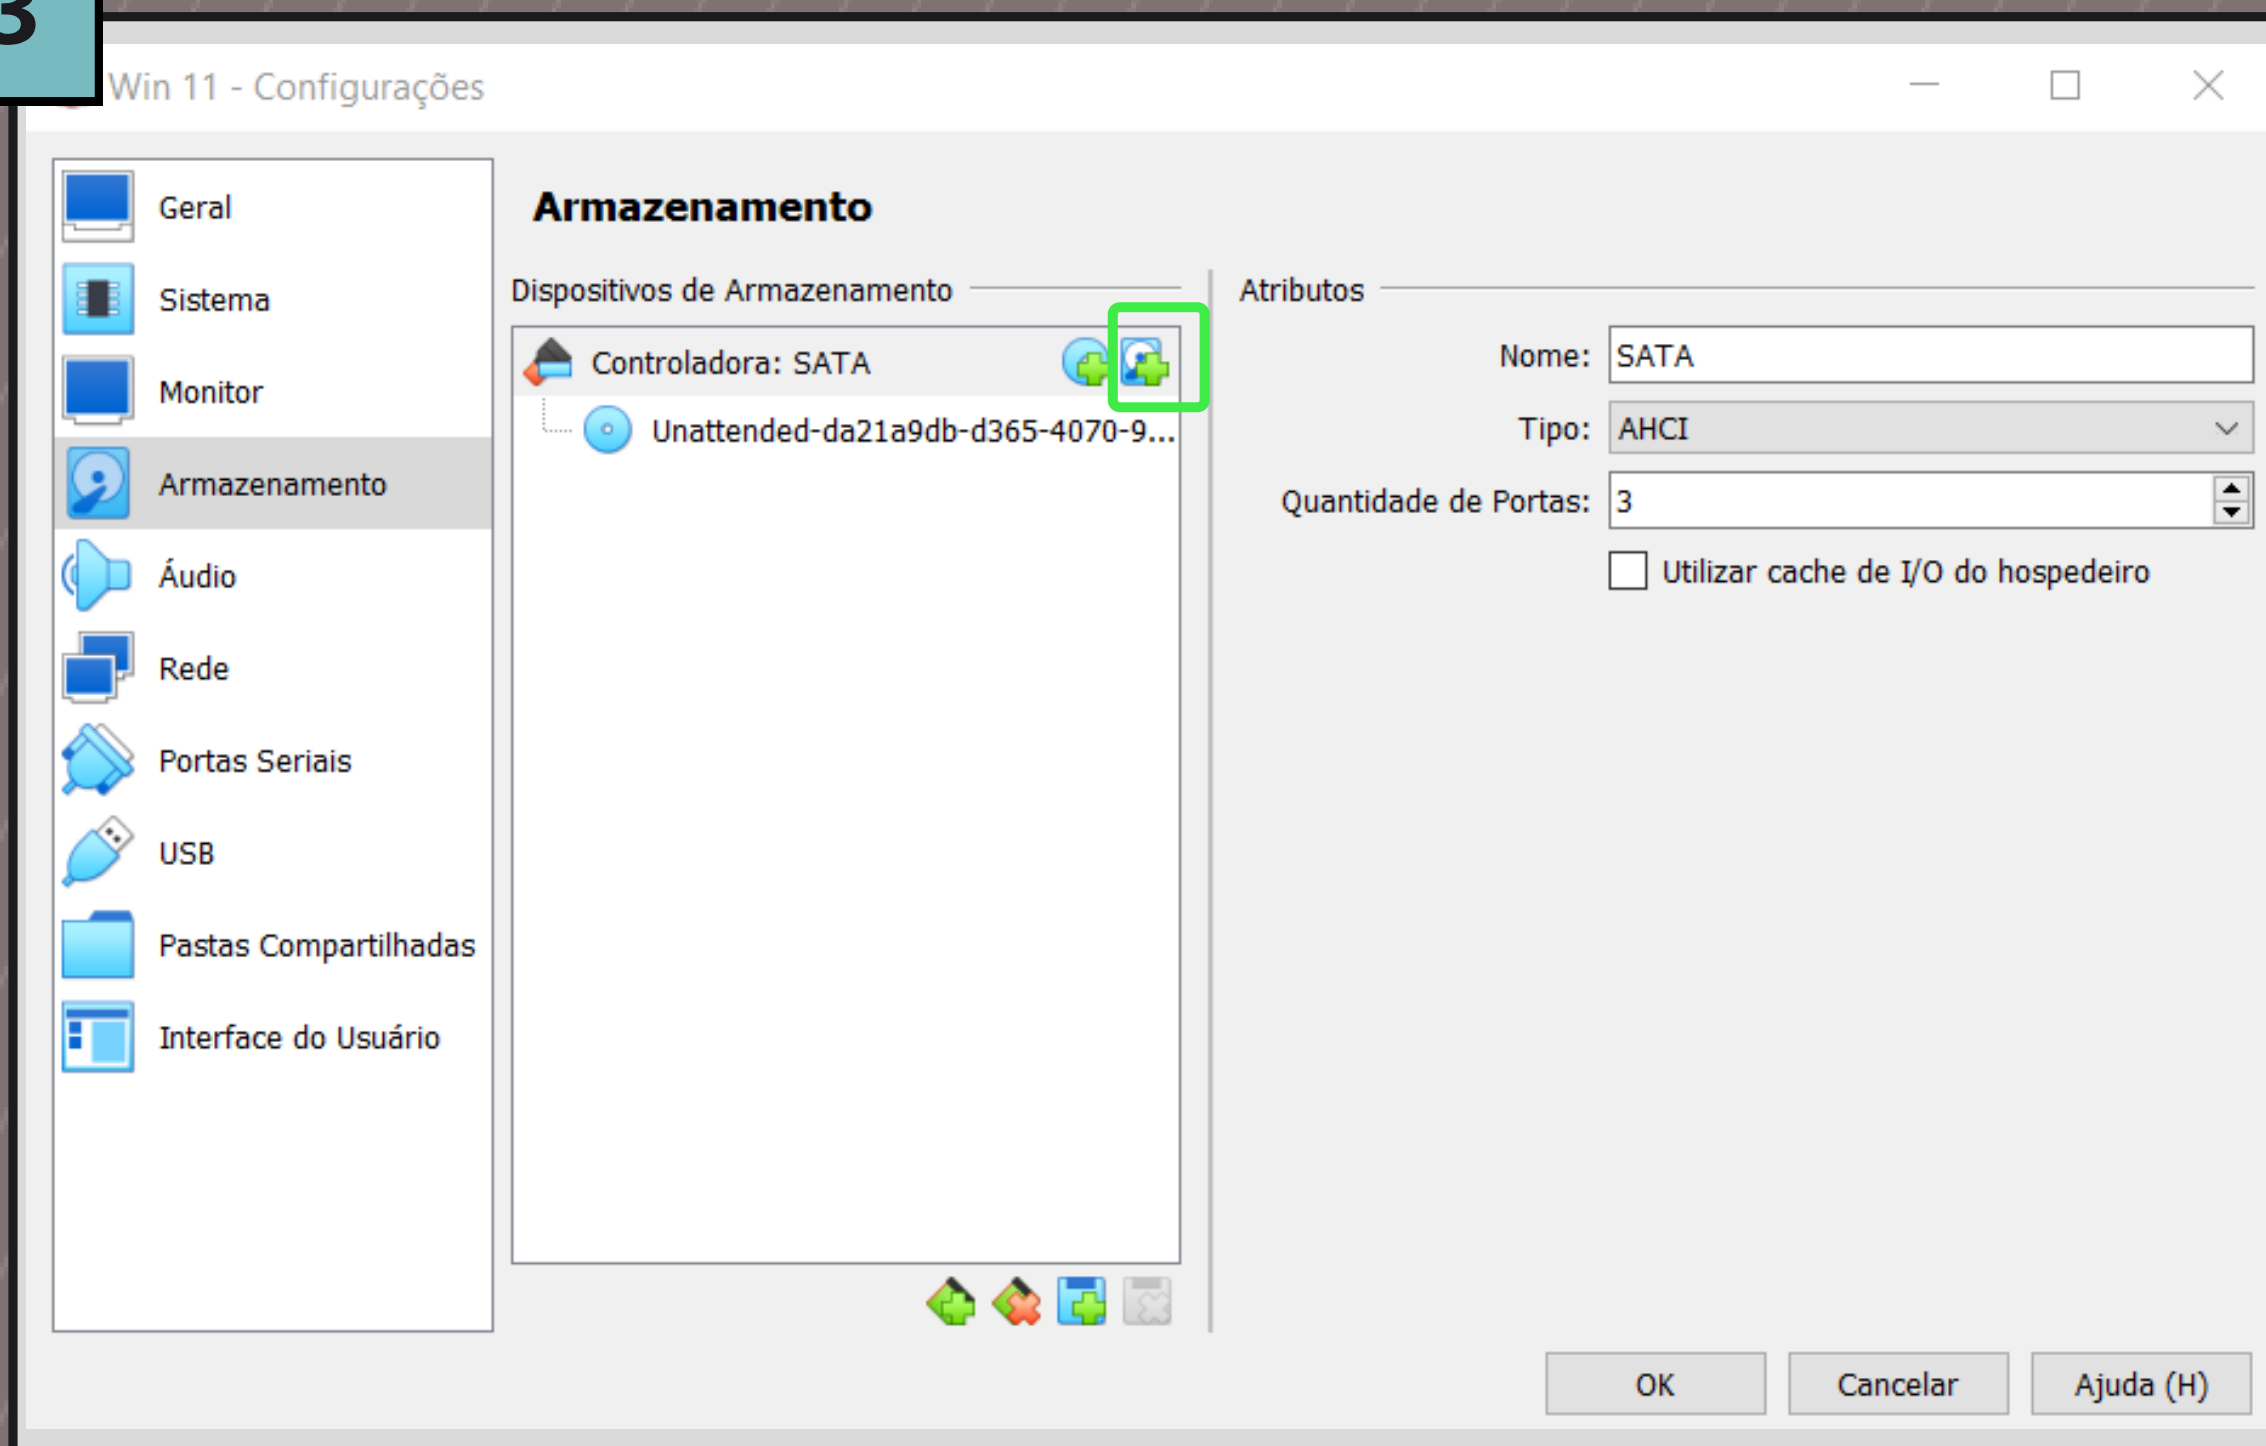 3
Win 11 - Configurações
Geral
Sistema
Monitor
Armazenamento
Áudio
Rede
Portas Seriais
USB
Pastas Compartilhadas
Interface do Usuário
Armazenamento
Dispositivos de Armazenamento
Controladora: SATA
Unattended-da21a9db-d365-4070-9...
Atributos
Nome: SATA
Tipo: AHCI
Quantidade de Portas: 3
Utilizar cache de I/O do hospedeiro
OK Cancelar Ajuda (H)